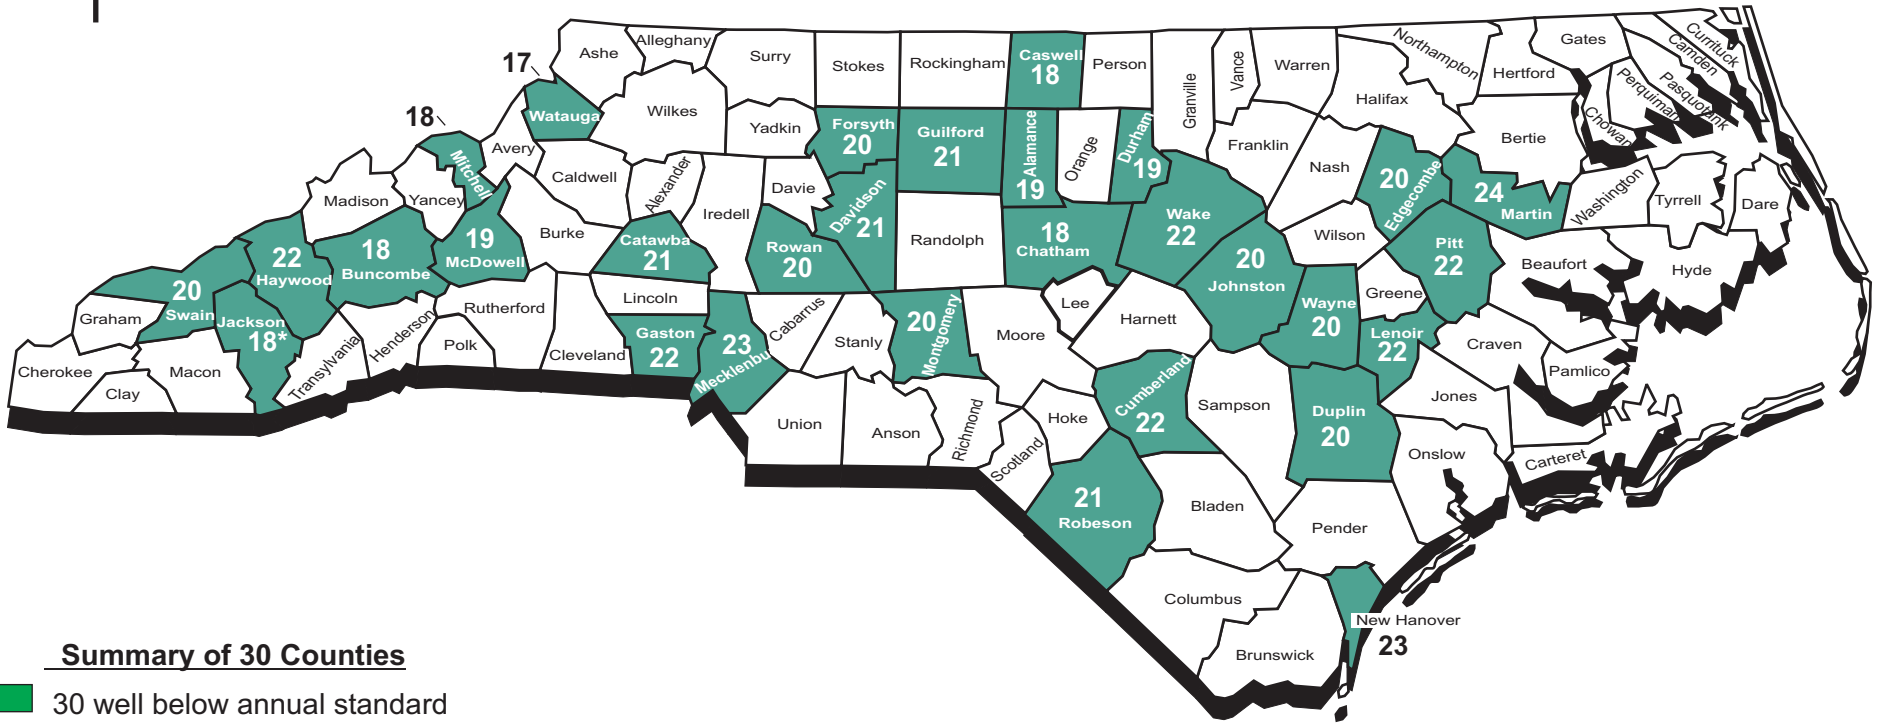 Ashe
Alleghany
Surry
Stokes
Rockingham
Caswell
18
Person
Granville
Vance
Warren
Northampton
Gates
Currituck
Camden
Pasquotank
Perquiman
Chowan
Hertford
Halifax
Bertie
17
Watauga
Wilkes
Yadkin
Forsyth
20
Guilford
21
Alamance
19
Orange
Durham
19
Franklin
Nash
Edgecombe
20
Martin
24
Washington
Tyrrell
Dare
18
Mitchell
Avery
Caldwell
Alexander
Iredell
Davie
Davidson
21
Randolph
Chatham
18
Wake
22
Johnston
20
Wilson
Pitt
22
Beaufort
Hyde
Madison
Yancey
Burke
McDowell
19
Buncombe
18
Haywood
22
Swain
20
Jackson
18*
Graham
Cherokee
Clay
Macon
Transylvania
Henderson
Polk
Rutherford
Cleveland
Lincoln
Catawba
21
Rowan
20
Gaston
22
Mecklenbu
23
Cabarrus
Stanly
Montgomery
20
Moore
Lee
Harnett
Wayne
20
Greene
Lenoir
22
Craven
Pamlico
Jones
Carteret
Onslow
Duplin
20
Sampson
Cumberland
22
Hoke
Scotland
Richmond
Anson
Union
Robeson
21
Bladen
Pender
Columbus
Brunswick
New Hanover
23
Summary of 30 Counties
30 well below annual standard